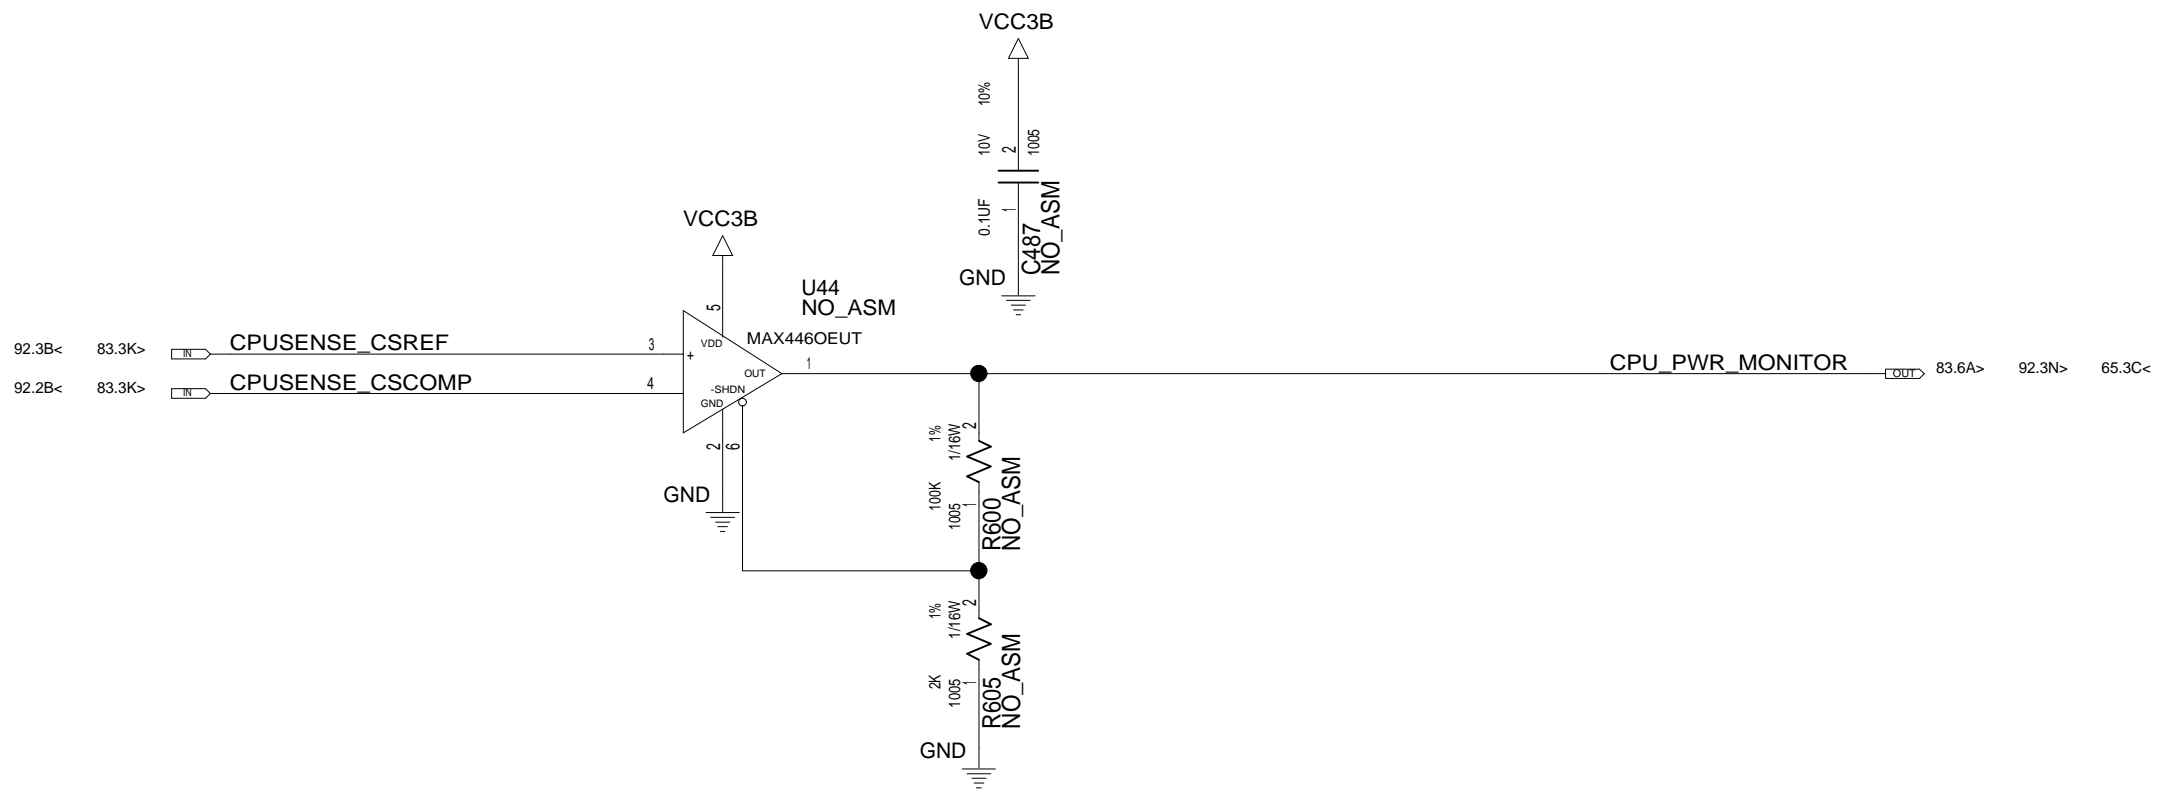 VCC3B
10%
10V
2
1005
0.1UF
1
C487
NO_ASM
GND
VCC3B
5
U44
NO_ASM
MAX446OEUT
92.3B< 83.3K> IN CPUSENSE_CSREF 3
92.2B< 83.3K> IN CPUSENSE_CSCOMP 4
VDD
+
OUT
-SHDN
GND
1
2
6
GND
CPU_PWR_MONITOR OUT 83.6A> 92.3N> 65.3C<
1%
1/16W
2
100K
1005
1
R600
NO_ASM
1%
1/16W
2
2K
1005
1
R605
NO_ASM
GND